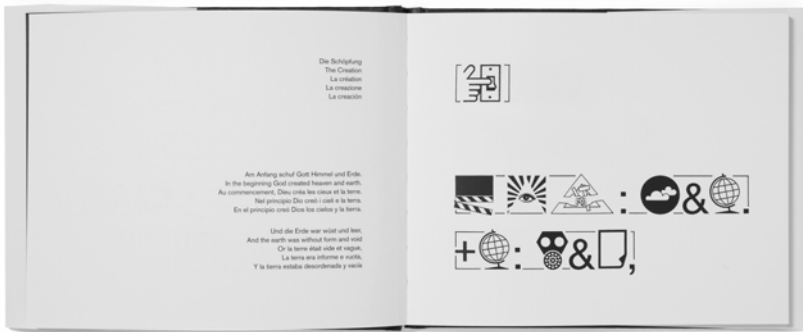 Die Schöpfung
The Creation
La création
La creazione
La creación
Am Anfang schuf Gott Himmel und Erde.
In the beginning God created heaven and earth.
Au commencement, Dieu créa les cieux et la terre.
Nel principio Dio creò i cieli e la terra.
En el principio creó Dios los cielos y la tierra.
Und die Erde war wüst und leer,
And the earth was without form and void
Or la terre était vide et vague,
La terra era informe e vuota,
Y la tierra estaba desordenada y vacía
[ ]
: & .
+ : & ,